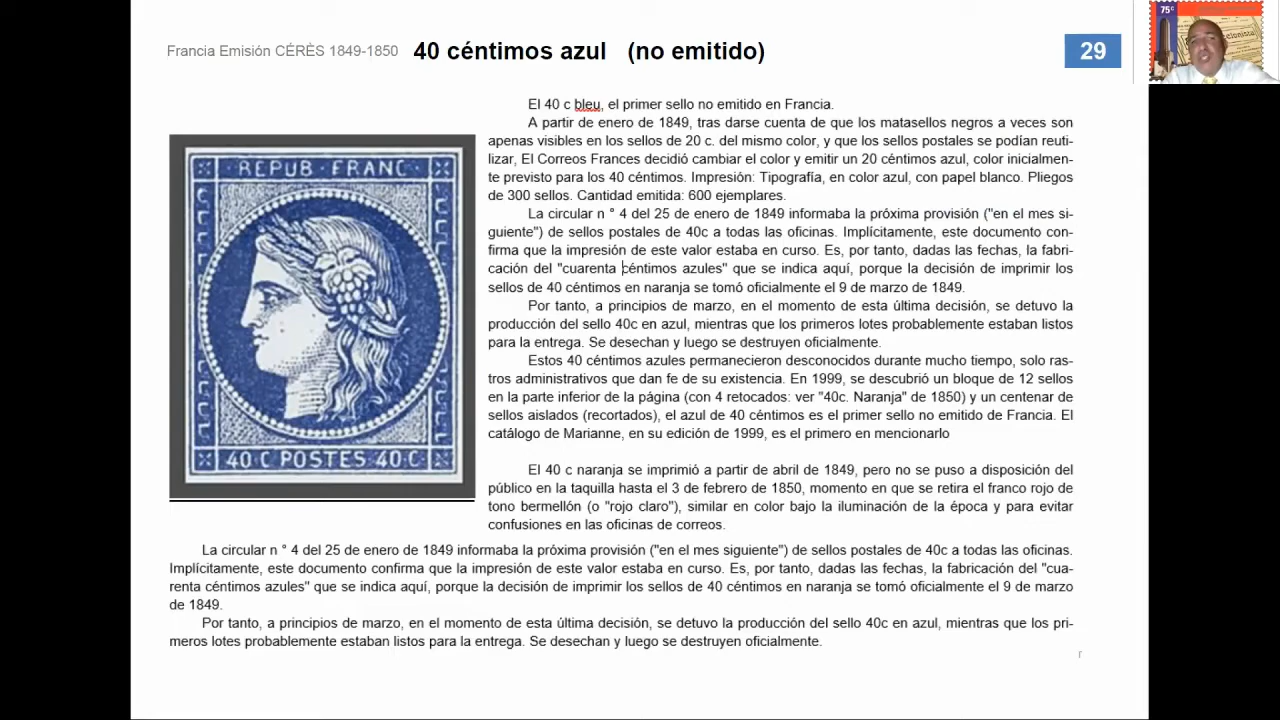 Francia Emisión CÉRÈS 1849-1850
40 céntimos azul (no emitido)
29
75c
El 40 c bleu, el primer sello no emitido en Francia.
A partir de enero de 1849, tras darse cuenta de que los matasellos negros a veces son
apenas visibles en los sellos de 20 c. del mismo color, y que los sellos postales se podían reuti-
lizar, El Correos Frances decidió cambiar el color y emitir un 20 céntimos azul, color inicialmen-
te previsto para los 40 céntimos. Impresión: Tipografía, en color azul, con papel blanco. Pliegos
de 300 sellos. Cantidad emitida: 600 ejemplares.
La circular n ° 4 del 25 de enero de 1849 informaba la próxima provisión ("en el mes si-
guiente") de sellos postales de 40c a todas las oficinas. Implícitamente, este documento con-
firma que la impresión de este valor estaba en curso. Es, por tanto, dadas las fechas, la fabri-
cación del "cuarenta céntimos azules" que se indica aquí, porque la decisión de imprimir los
sellos de 40 céntimos en naranja se tomó oficialmente el 9 de marzo de 1849.
Por tanto, a principios de marzo, en el momento de esta última decisión, se detuvo la
producción del sello 40c en azul, mientras que los primeros lotes probablemente estaban listos
para la entrega. Se desechan y luego se destruyen oficialmente.
Estos 40 céntimos azules permanecieron desconocidos durante mucho tiempo, solo ras-
tros administrativos que dan fe de su existencia. En 1999, se descubrió un bloque de 12 sellos
en la parte inferior de la página (con 4 retocados: ver "40c. Naranja" de 1850) y un centenar de
sellos aislados (recortados), el azul de 40 céntimos es el primer sello no emitido de Francia. El
catálogo de Marianne, en su edición de 1999, es el primero en mencionarlo
REPUB · FRANC ·
40·C POSTES 40·C
El 40 c naranja se imprimió a partir de abril de 1849, pero no se puso a disposición del
público en la taquilla hasta el 3 de febrero de 1850, momento en que se retira el franco rojo de
tono bermellón (o "rojo claro"), similar en color bajo la iluminación de la época y para evitar
confusiones en las oficinas de correos.
La circular n ° 4 del 25 de enero de 1849 informaba la próxima provisión ("en el mes siguiente") de sellos postales de 40c a todas las oficinas.
Implícitamente, este documento confirma que la impresión de este valor estaba en curso. Es, por tanto, dadas las fechas, la fabricación del "cua-
renta céntimos azules" que se indica aquí, porque la decisión de imprimir los sellos de 40 céntimos en naranja se tomó oficialmente el 9 de marzo
de 1849.
Por tanto, a principios de marzo, en el momento de esta última decisión, se detuvo la producción del sello 40c en azul, mientras que los pri-
meros lotes probablemente estaban listos para la entrega. Se desechan y luego se destruyen oficialmente.
r